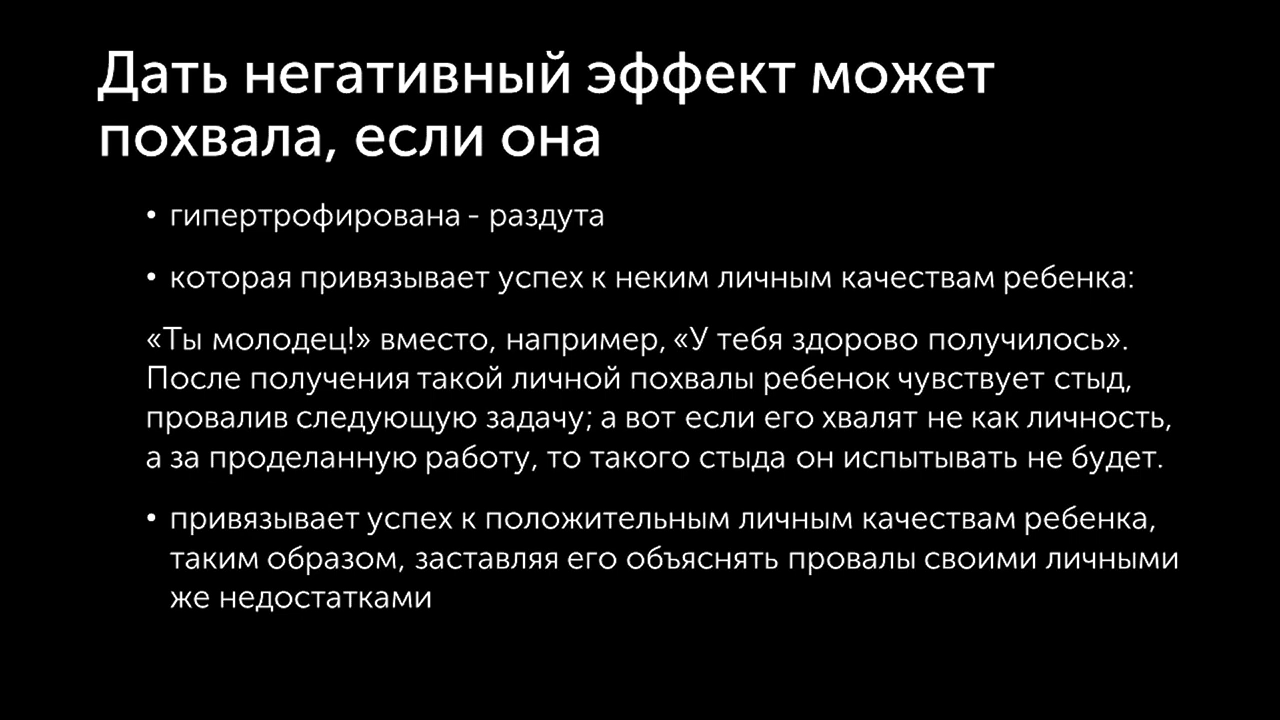 Дать негативный эффект может
похвала, если она
• гипертрофирована - раздута
• которая привязывает успех к неким личным качествам ребенка:
«Ты молодец!» вместо, например, «У тебя здорово получилось».
После получения такой личной похвалы ребенок чувствует стыд,
провалив следующую задачу; а вот если его хвалят не как личность,
а за проделанную работу, то такого стыда он испытывать не будет.
• привязывает успех к положительным личным качествам ребенка,
таким образом, заставляя его объяснять провалы своими личными
же недостатками